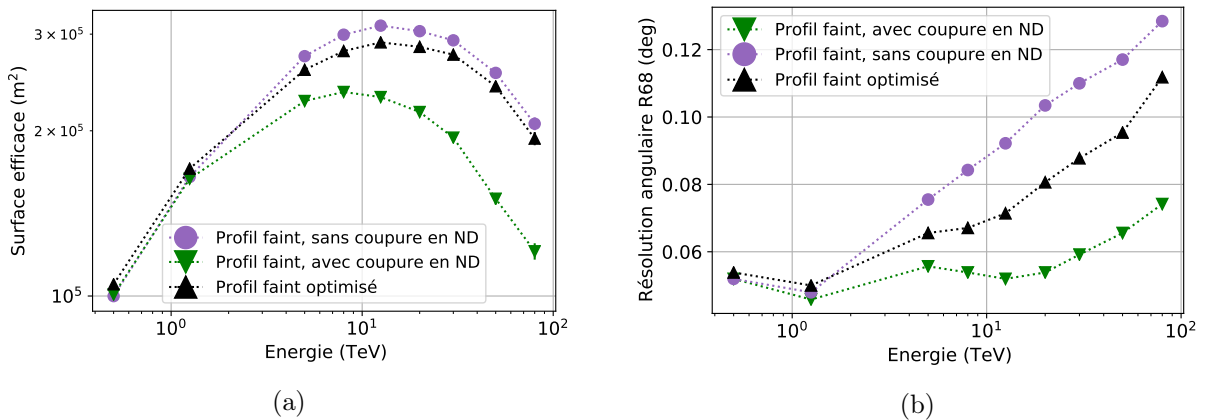 3 × 10⁵
2 × 10⁵
10⁵
Surface efficace (m²)
Profil faint, sans coupure en ND
Profil faint, avec coupure en ND
Profil faint optimisé
10⁰
10¹
10²
Energie (TeV)
(a)
0.12
0.10
0.08
0.06
Résolution angulaire R68 (deg)
Profil faint, avec coupure en ND
Profil faint, sans coupure en ND
Profil faint optimisé
10⁰
10¹
10²
Energie (TeV)
(b)